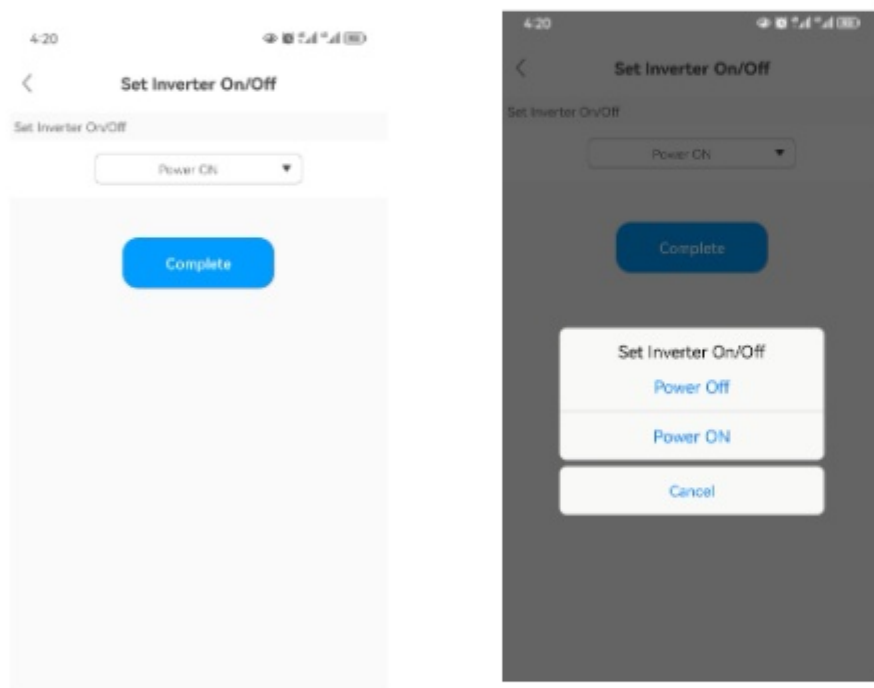 4:20
Set Inverter On/Off
Set Inverter On/Off
Power ON
Complete
4:20
Set Inverter On/Off
Set Inverter On/Off
Power ON
Complete
Set Inverter On/Off
Power Off
Power ON
Cancel